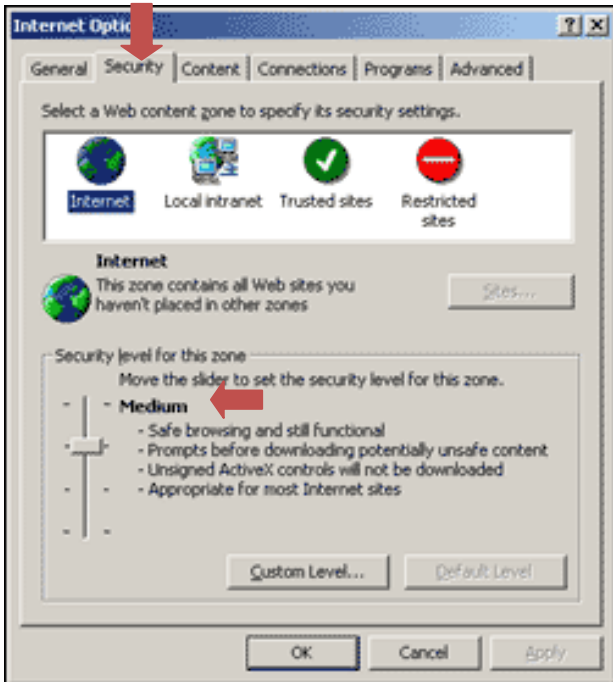 Internet Optio
General Security Content Connections Programs Advanced
Select a Web content zone to specify its security settings.
Internet Local intranet Trusted sites Restricted
sites
Internet
This zone contains all Web sites you
haven't placed in other zones
Sites...
Security level for this zone
Move the slider to set the security level for this zone.
Medium
- Safe browsing and still functional
- Prompts before downloading potentially unsafe content
- Unsigned ActiveX controls will not be downloaded
- Appropriate for most Internet sites
Custom Level... Default Level
OK Cancel Apply